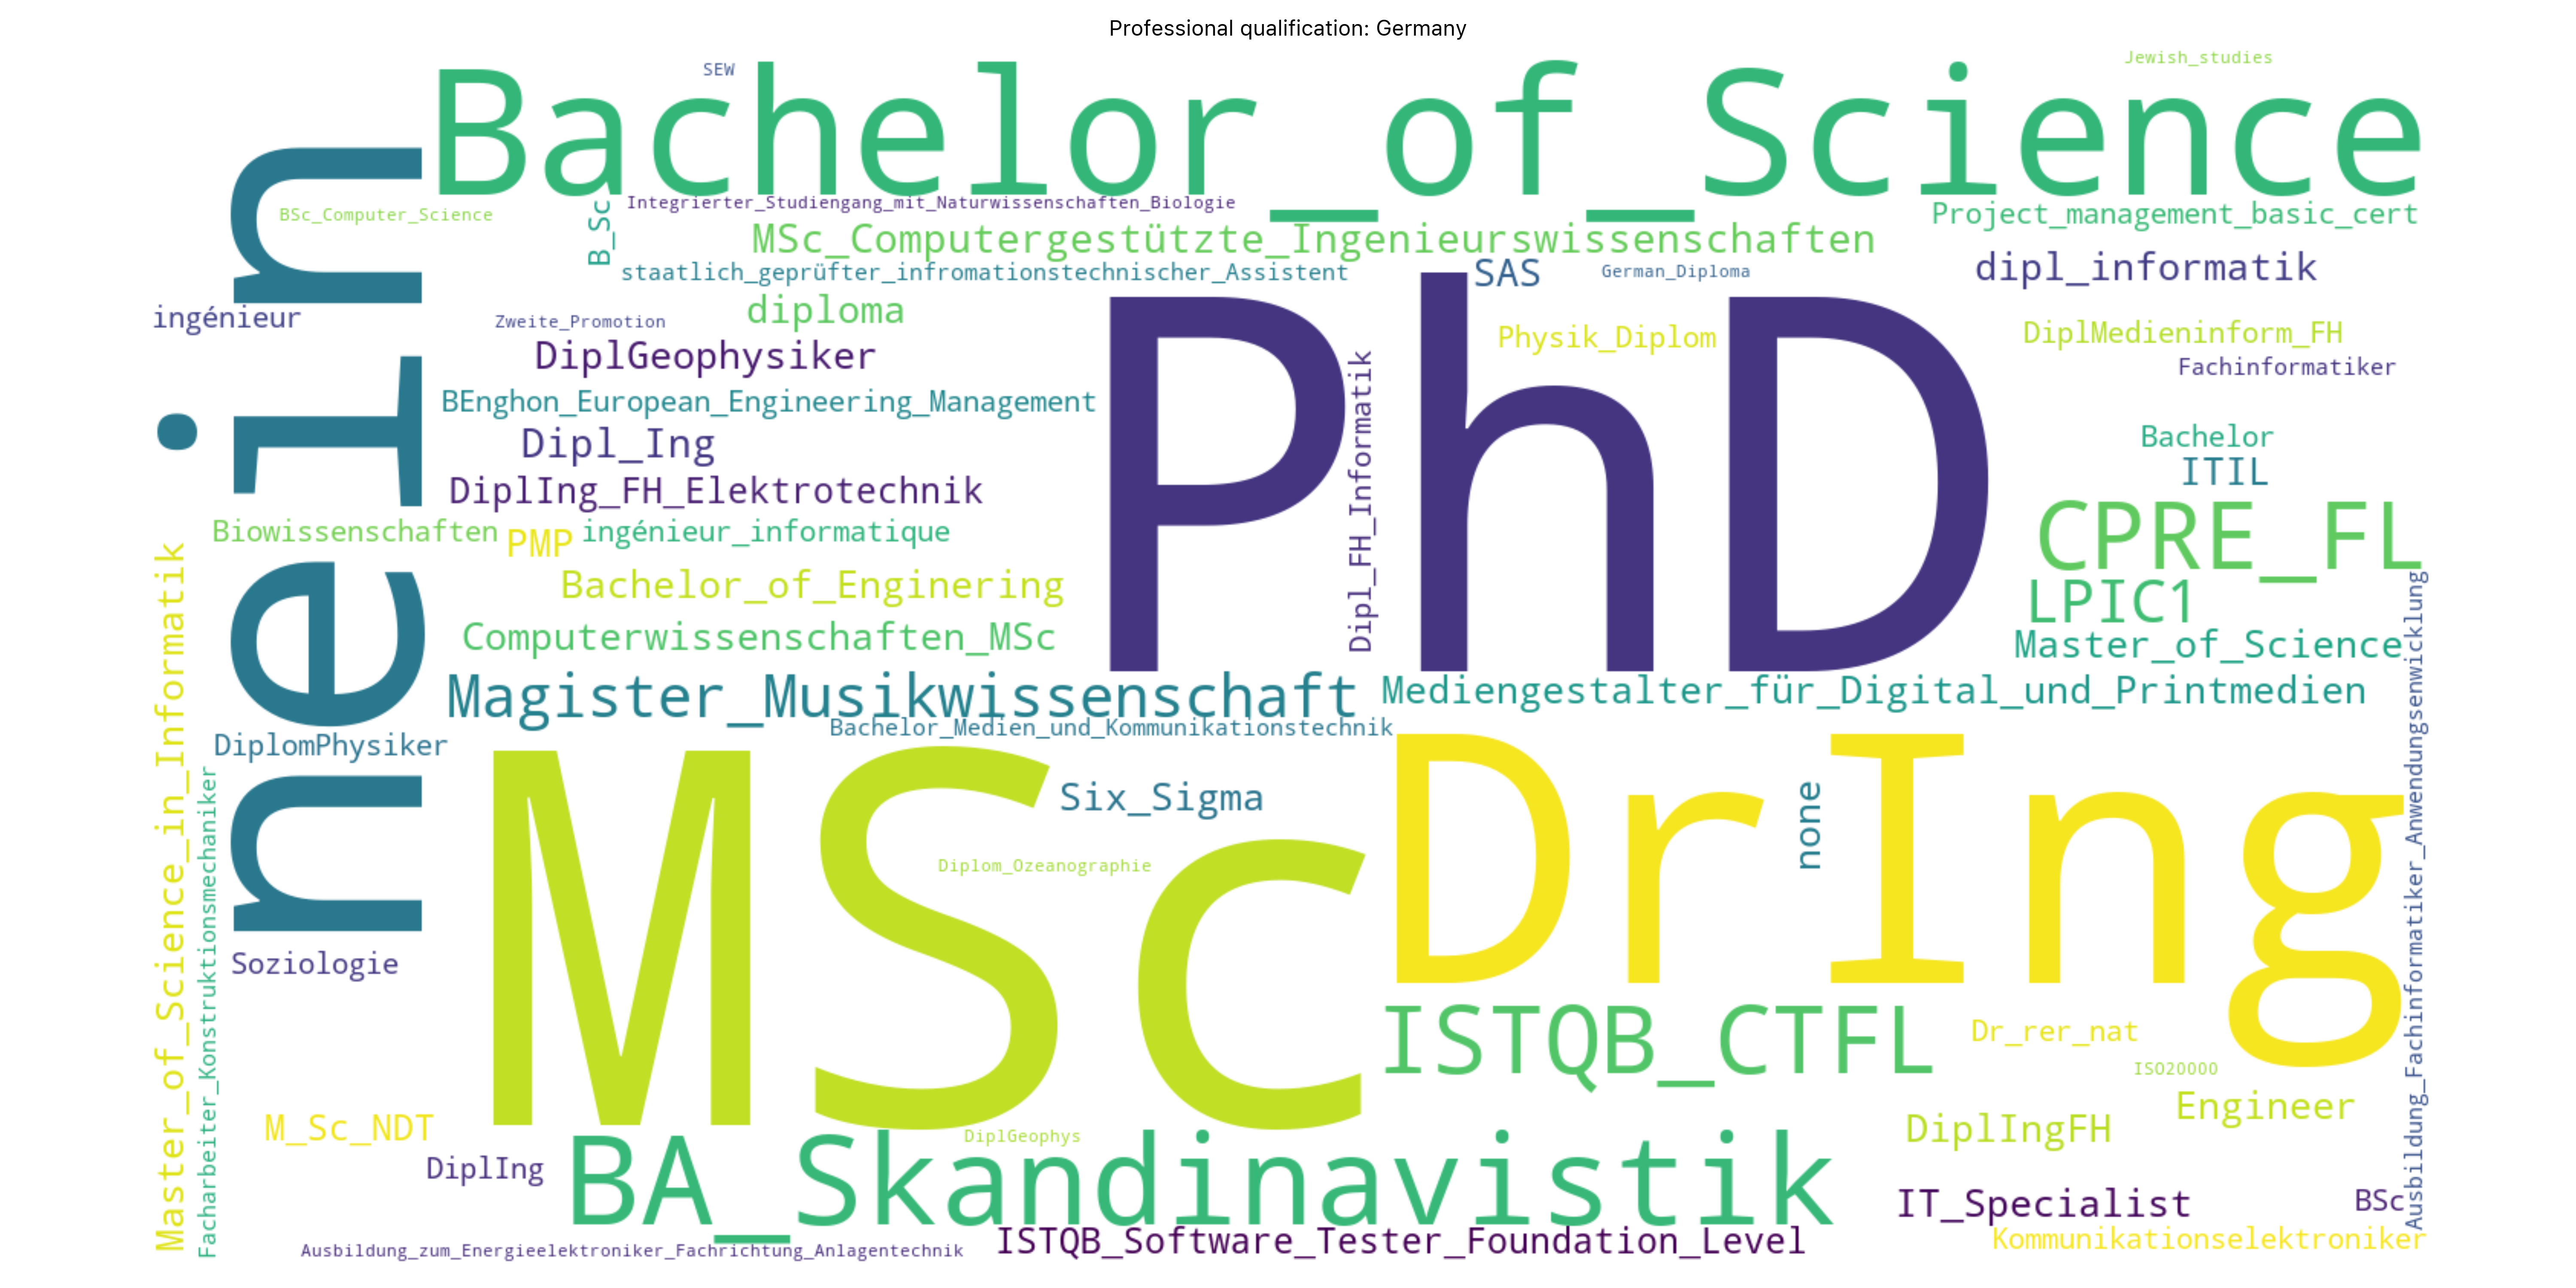 Professional qualification: Germany
Jewish_studies
SEW
Bachelor_of_Science
nein
Integrierter_Studiengang_mit_Naturwissenschaften_Biologie
BSc_Computer_Science
B_Sc
Project_management_basic_cert
MSc_Computergestützte_Ingenieurswissenschaften
staatlich_geprüfter_infromationstechnischer_Assistent
SAS
German_Diploma
dipl_informatik
ingénieur
Zweite_Promotion
diploma
PhD
Physik_Diplom
DiplMedieninform_FH
DiplGeophysiker
Fachinformatiker
BEnghon_European_Engineering_Management
Dipl_FH_Informatik
Dipl_Ing
Bachelor
ITIL
DiplIng_FH_Elektrotechnik
Biowissenschaften
PMP
ingénieur_informatique
CPRE_FL
Bachelor_of_Enginering
LPIC1
Computerwissenschaften_MSc
Master_of_Science
Master_of_Science_in_Informatik
Ausbildung_Fachinformatiker_Anwendungsenwicklung
Magister_Musikwissenschaft
Mediengestalter_für_Digital_und_Printmedien
Bachelor_Medien_und_Kommunikationstechnik
DiplomPhysiker
Facharbeiter_Konstruktionsmechaniker
MSc
Six_Sigma
DrIng
none
Diplom_Ozeanographie
Soziologie
ISTQB_CTFL
Dr_rer_nat
ISO20000
Engineer
M_Sc_NDT
DiplGeophys
DiplIngFH
DiplIng
BA_Skandinavistik
IT_Specialist
BSc
Ausbildung_zum_Energieelektroniker_Fachrichtung_Anlagentechnik
ISTQB_Software_Tester_Foundation_Level
Kommunikationselektroniker